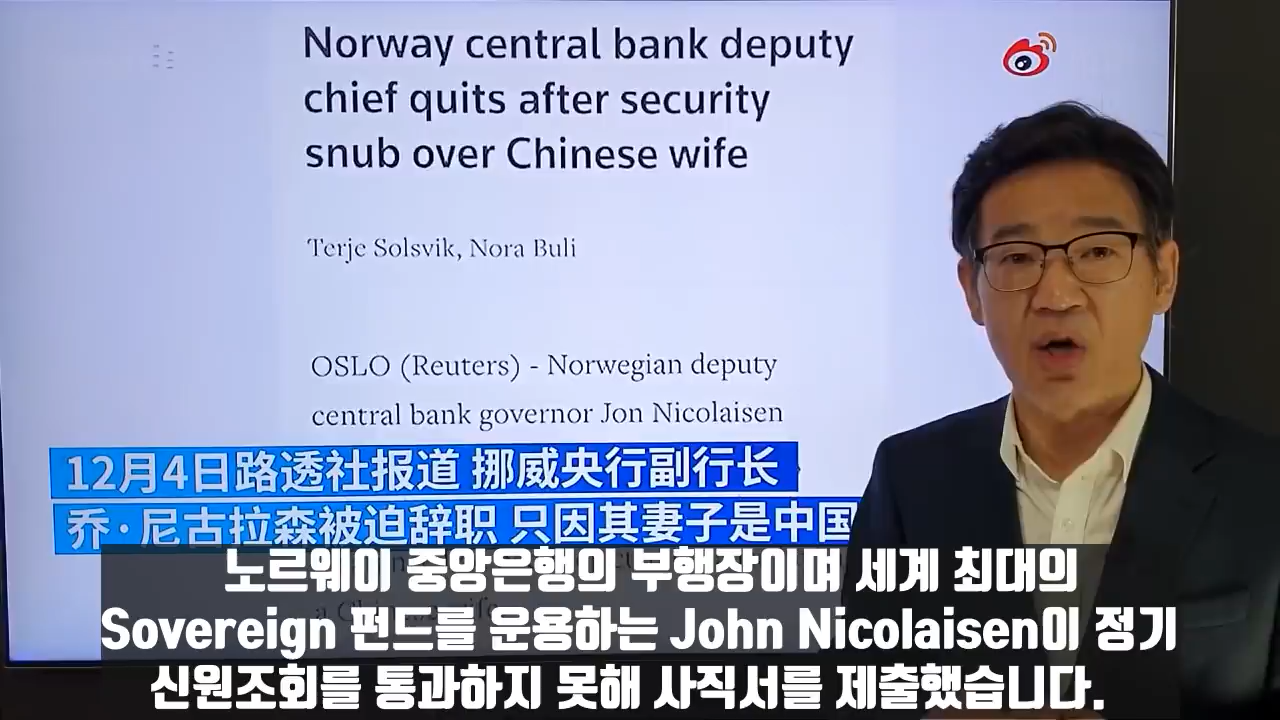 Norway central bank deputy
chief quits after security
snub over Chinese wife
Terje Solsvik, Nora Buli
OSLO (Reuters) - Norwegian deputy
central bank governor Jon Nicolaisen
12月4日路透社报道 挪威央行副行长
乔·尼古拉森被迫辞职 只因其妻子是中国
노르웨이 중앙은행의 부행장이며 세계 최대의
Sovereign 펀드를 운용하는 John Nicolaisen이 정기
신원조회를 통과하지 못해 사직서를 제출했습니다.